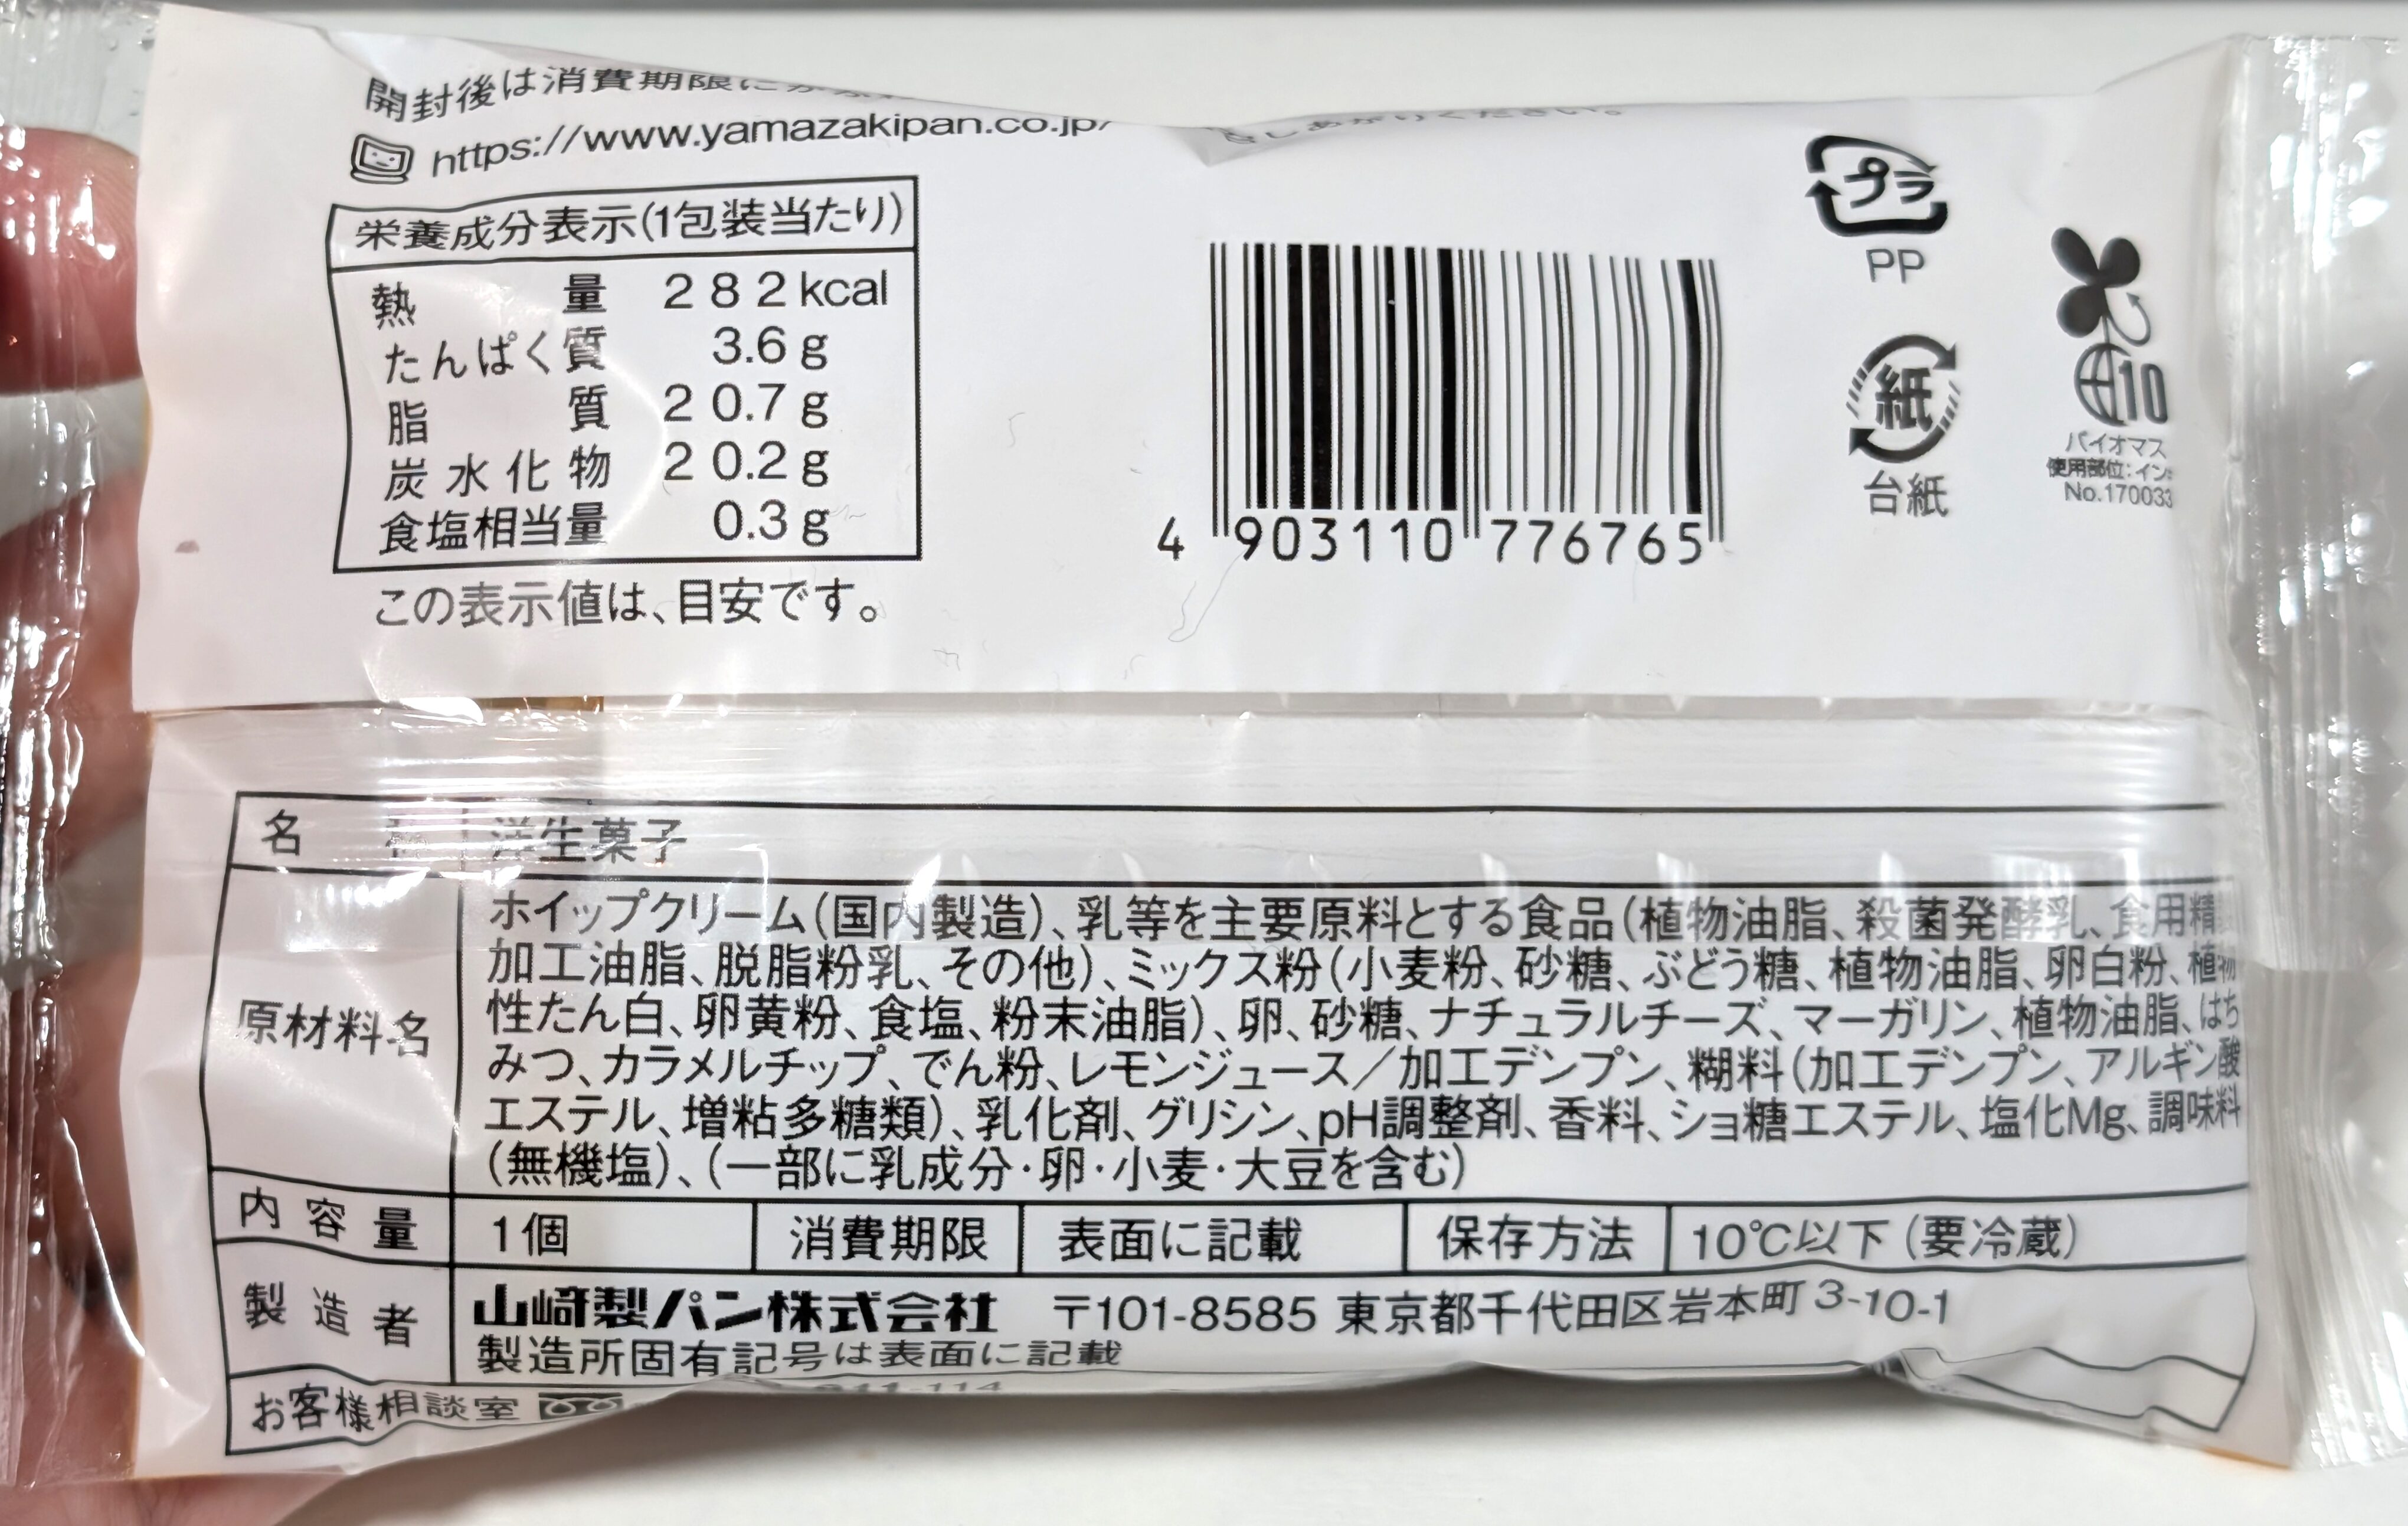 開封後は消費期限に
https://www.yamazakipan.co.jp/
栄養成分表示(1包装当たり)
熱量 282kcal
たんぱく質 3.6g
脂質 20.7g
炭水化物 20.2g
食塩相当量 0.3g
この表示値は、目安です。
4 903110 776765
プラ
PP
紙
台紙
10
バイオマス
使用部位:イン
No.170033
名称 洋生菓子
原材料名
ホイップクリーム(国内製造)、乳等を主要原料とする食品(植物油脂、殺菌発酵乳、食用精
加工油脂、脱脂粉乳、その他)、ミックス粉(小麦粉、砂糖、ぶどう糖、植物油脂、卵白粉、植物
性たん白、卵黄粉、食塩、粉末油脂)、卵、砂糖、ナチュラルチーズ、マーガリン、植物油脂、はち
みつ、カラメルチップ、でん粉、レモンジュース/加工デンプン、糊料(加工デンプン、アルギン酸
エステル、増粘多糖類)、乳化剤、グリシン、pH調整剤、香料、ショ糖エステル、塩化Mg、調味料
(無機塩)、(一部に乳成分・卵・小麦・大豆を含む)
内容量 1個 消費期限 表面に記載 保存方法 10℃以下(要冷蔵)
製造者 山崎製パン株式会社 〒101-8585 東京都千代田区岩本町3-10-1
製造所固有記号は表面に記載
お客様相談室